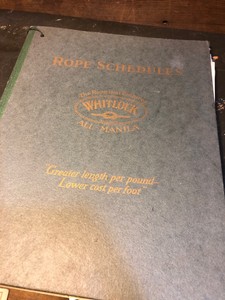 ROPE SCHEDULES
WHITLOCK
ALL MANILA
"Greater length per pound—
Lower cost per foot"